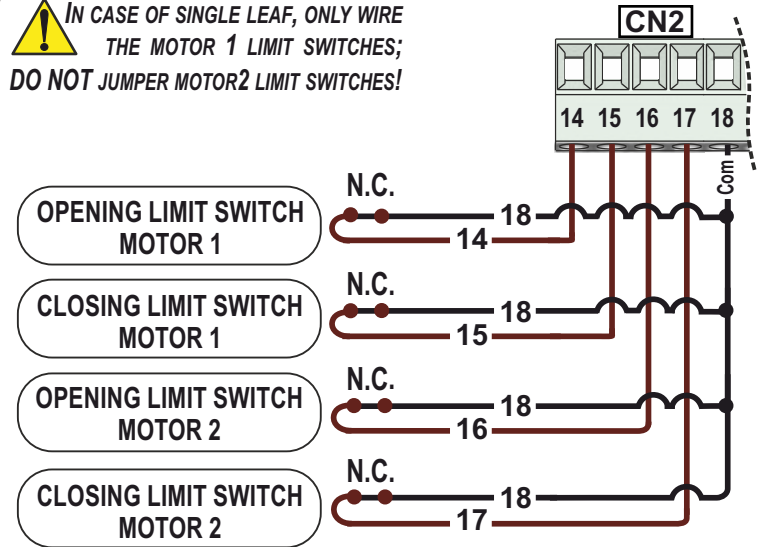 IN CASE OF SINGLE LEAF, ONLY WIRE
THE MOTOR 1 LIMIT SWITCHES;
DO NOT JUMPER MOTOR2 LIMIT SWITCHES!
CN2
14 15 16 17 18
Com
N.C.
OPENING LIMIT SWITCH
MOTOR 1
18
14
N.C.
CLOSING LIMIT SWITCH
MOTOR 1
18
15
N.C.
OPENING LIMIT SWITCH
MOTOR 2
18
16
N.C.
CLOSING LIMIT SWITCH
MOTOR 2
18
17